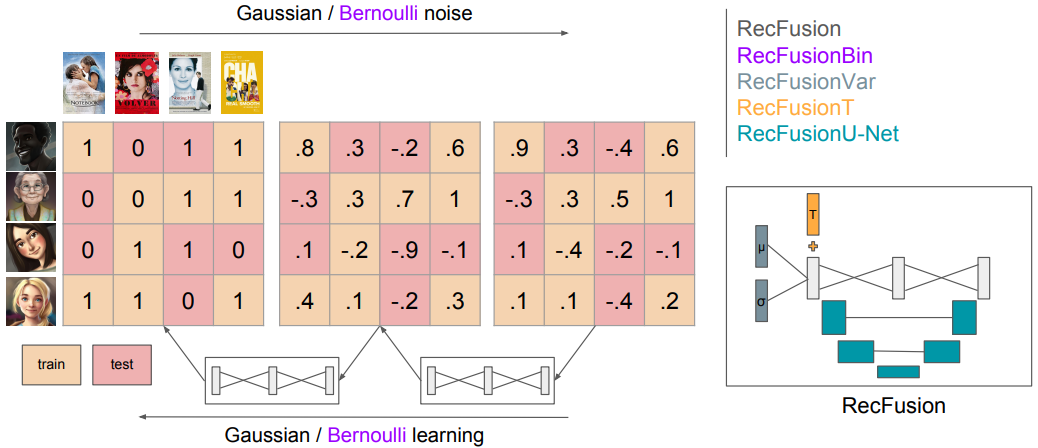 Gaussian / Bernoulli noise
NOTEBOOK
VOLVER
CHA
REAL SMOOTH
1 0 1 1
0 0 1 1
0 1 1 0
1 1 0 1
.8 .3 -.2 .6
-.3 .3 .7 1
.1 -.2 -.9 -.1
.4 .1 -.2 .3
.9 .3 -.4 .6
-.3 .3 .5 1
.1 -.4 -.2 -.1
.1 .1 -.4 .2
train
test
Gaussian / Bernoulli learning
RecFusion
RecFusionBin
RecFusionVar
RecFusionT
RecFusionU-Net
T
+
μ
σ
RecFusion